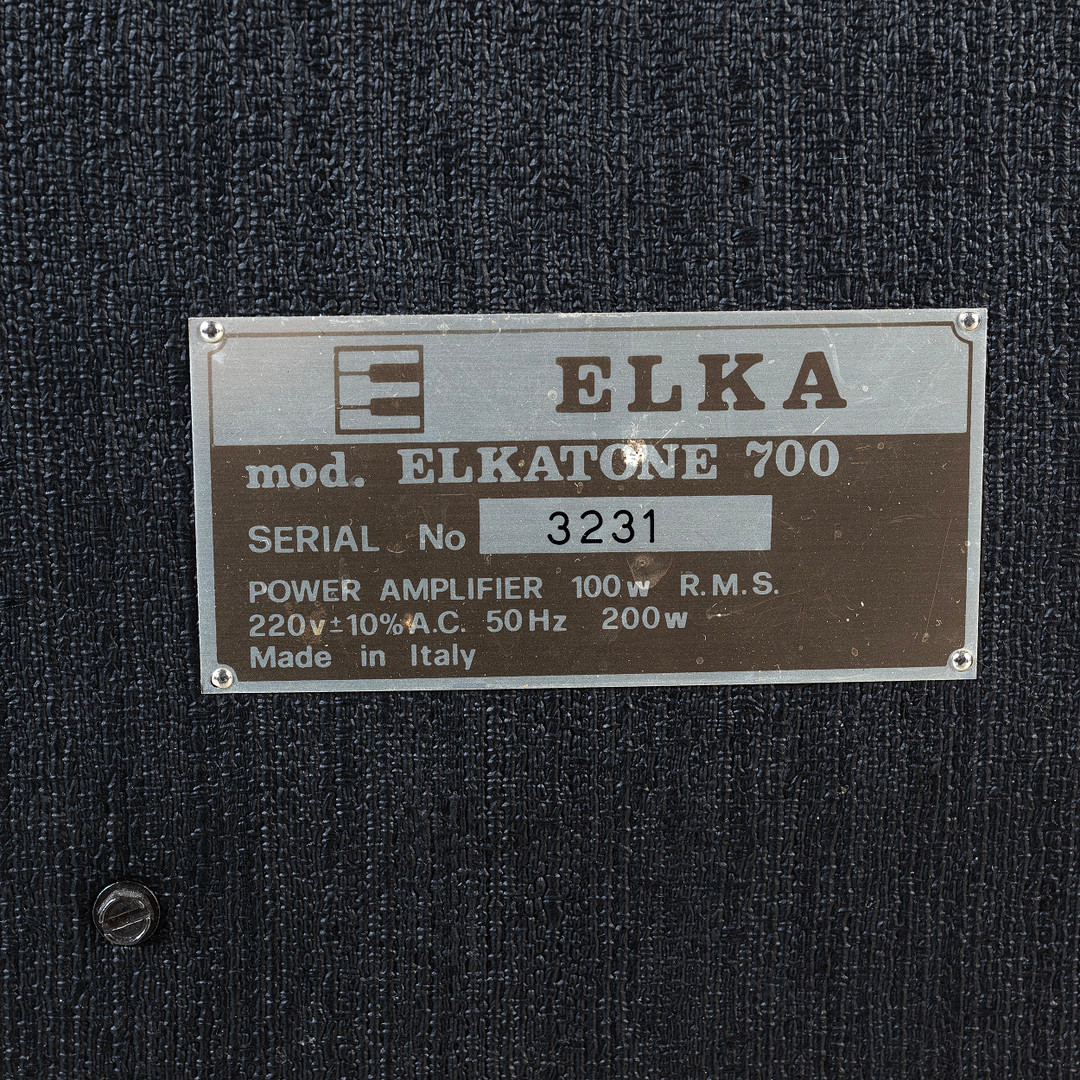 ELKA
mod. ELKATONE 700
SERIAL No 3231
POWER AMPLIFIER 100w R.M.S.
220v±10% A.C. 50Hz 200w
Made in Italy